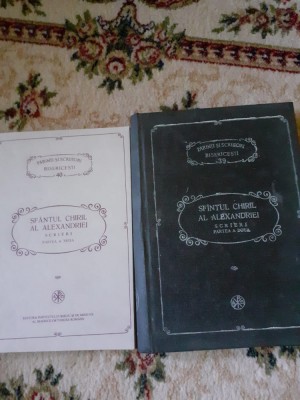 PĂRINȚI ȘI SCRIITORI
BISERICEȘTI
SFÂNTUL CHIRIL
AL ALEXANDRIEI
SCRIERI
PARTEA A DOUA
PĂRINȚI ȘI SCRIITORI
BISERICEȘTI
39
SFÎNTUL CHIRIL
AL ALEXANDRIEI
SCRIERI
PARTEA A DOUA